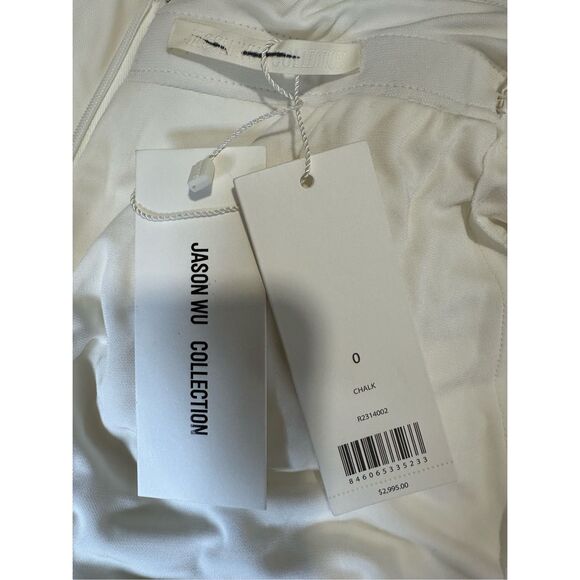 JASON WU COLLECTION
0
CHALK
R2314002
846065335233
$2,995.00